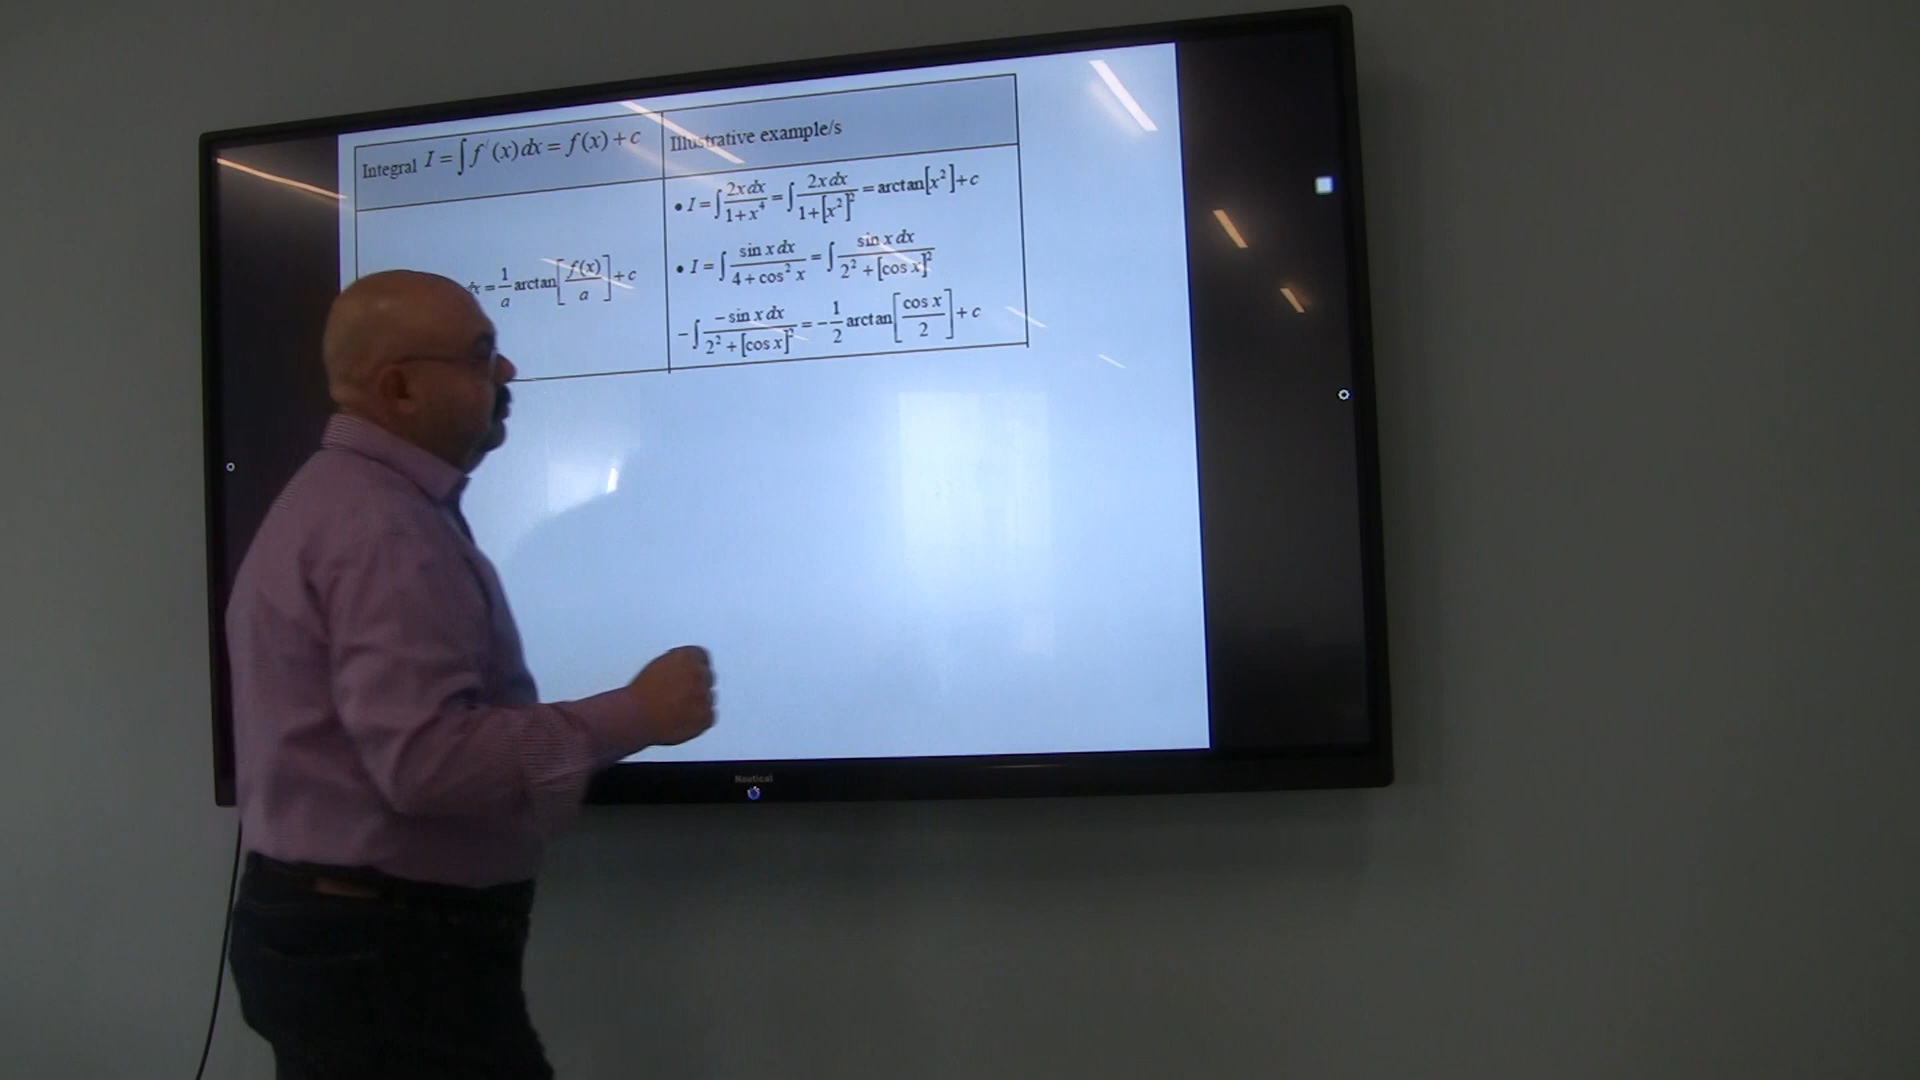 Integral I = ∫ f′(x) dx = f(x) + c
Illustrative example/s
dx = 1/a arctan[f(x)/a] + c
• I = ∫ 2x dx/(1+x⁴) = ∫ 2x dx/(1+[x²]²) = arctan[x²] + c
• I = ∫ sin x dx/(4+cos² x) = ∫ sin x dx/(2²+[cos x]²)
−∫ −sin x dx/(2²+[cos x]²) = −1/2 arctan[cos x/2] + c
Nautical